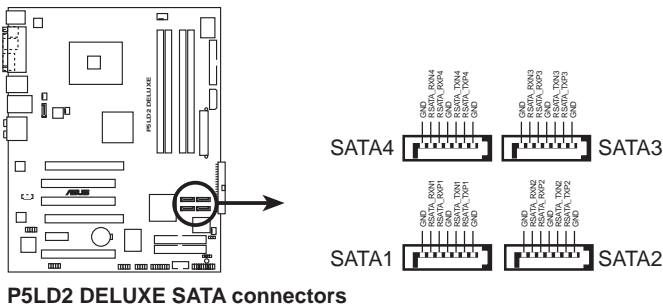 P5LD2 DELUXE
/ISUS
SATA4
GND
RSATA_RXN4
RSATA_RXP4
GND
RSATA_TXN4
RSATA_TXP4
GND
SATA3
GND
RSATA_RXN3
RSATA_RXP3
GND
RSATA_TXN3
RSATA_TXP3
GND
SATA1
GND
RSATA_RXN1
RSATA_RXP1
GND
RSATA_TXN1
RSATA_TXP1
GND
SATA2
GND
RSATA_RXN2
RSATA_RXP2
GND
RSATA_TXN2
RSATA_TXP2
GND
P5LD2 DELUXE SATA connectors